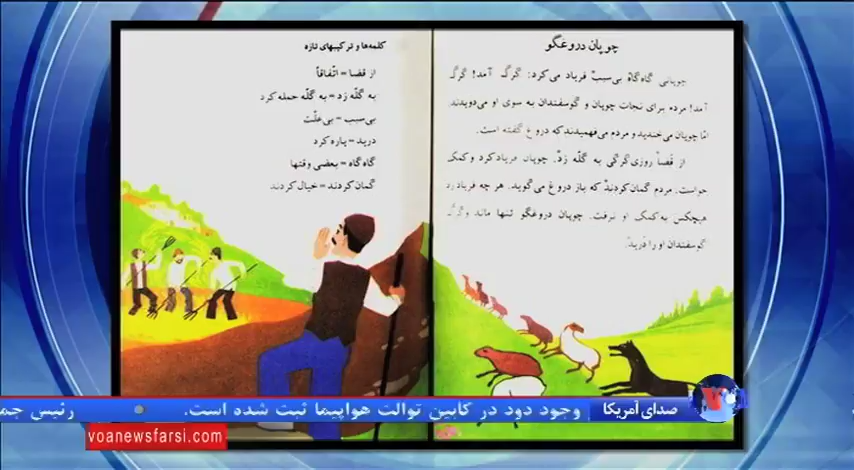 چوپان دروغگو
چوپانی گاه‌گاه بی‌سبب فریاد می‌کرد: گرگ آمد! گرگ
آمد! مردم برای نجات چوپان و گوسفندان به سوی او می‌دویدند
امّا چوپان می‌خندید و مردم می‌فهمیدند که دروغ گفته است.
از قضا روزی گرگی به گلّه زد. چوپان فریاد کرد و کمک
خواست. مردم گمان کردند که باز دروغ می‌گوید. هر چه فریاد زد
هیچکس به کمک او نرفت. چوپان دروغگو تنها ماند و گرگ
گوسفندان او را درید.
کلمه‌ها و ترکیبهای تازه
از قضا = اتّفاقاً
به گلّه زد = به گلّه حمله کرد
بی‌سبب = بی‌علّت
درید = پاره کرد
گاه‌گاه = بعضی وقتها
گمان کردند = خیال کردند
صدای آمریکا
وجود دود در کابین توالت هواپیما ثبت شده است.
رئیس جم
voanewsfarsi.com